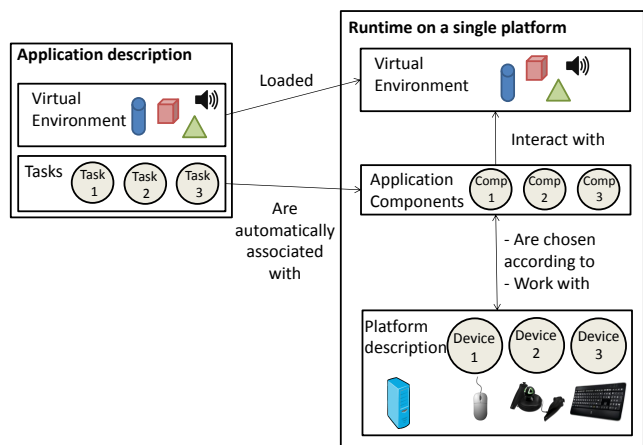 Application description
Virtual
Environment
Tasks
Task
1
Task
2
Task
3
Loaded
Are
automatically
associated
with
Runtime on a single platform
Virtual
Environment
Interact with
Application
Components
Comp
1
Comp
2
Comp
3
- Are chosen
according to
- Work with
Platform
description
Device
1
Device
2
Device
3